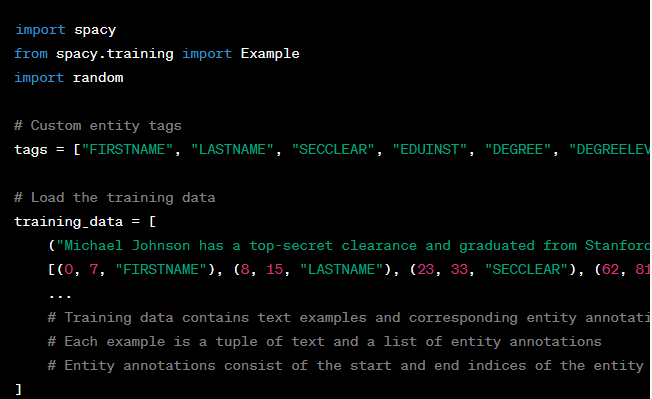 import spacy
from spacy.training import Example
import random
# Custom entity tags
tags = ["FIRSTNAME", "LASTNAME", "SECCLEAR", "EDUINST", "DEGREE", "DEGREELEV
# Load the training data
training_data = [
("Michael Johnson has a top-secret clearance and graduated from Stanford
[(0, 7, "FIRSTNAME"), (8, 15, "LASTNAME"), (23, 33, "SECCLEAR"), (62, 81
...
# Training data contains text examples and corresponding entity annotati
# Each example is a tuple of text and a list of entity annotations
# Entity annotations consist of the start and end indices of the entity
]